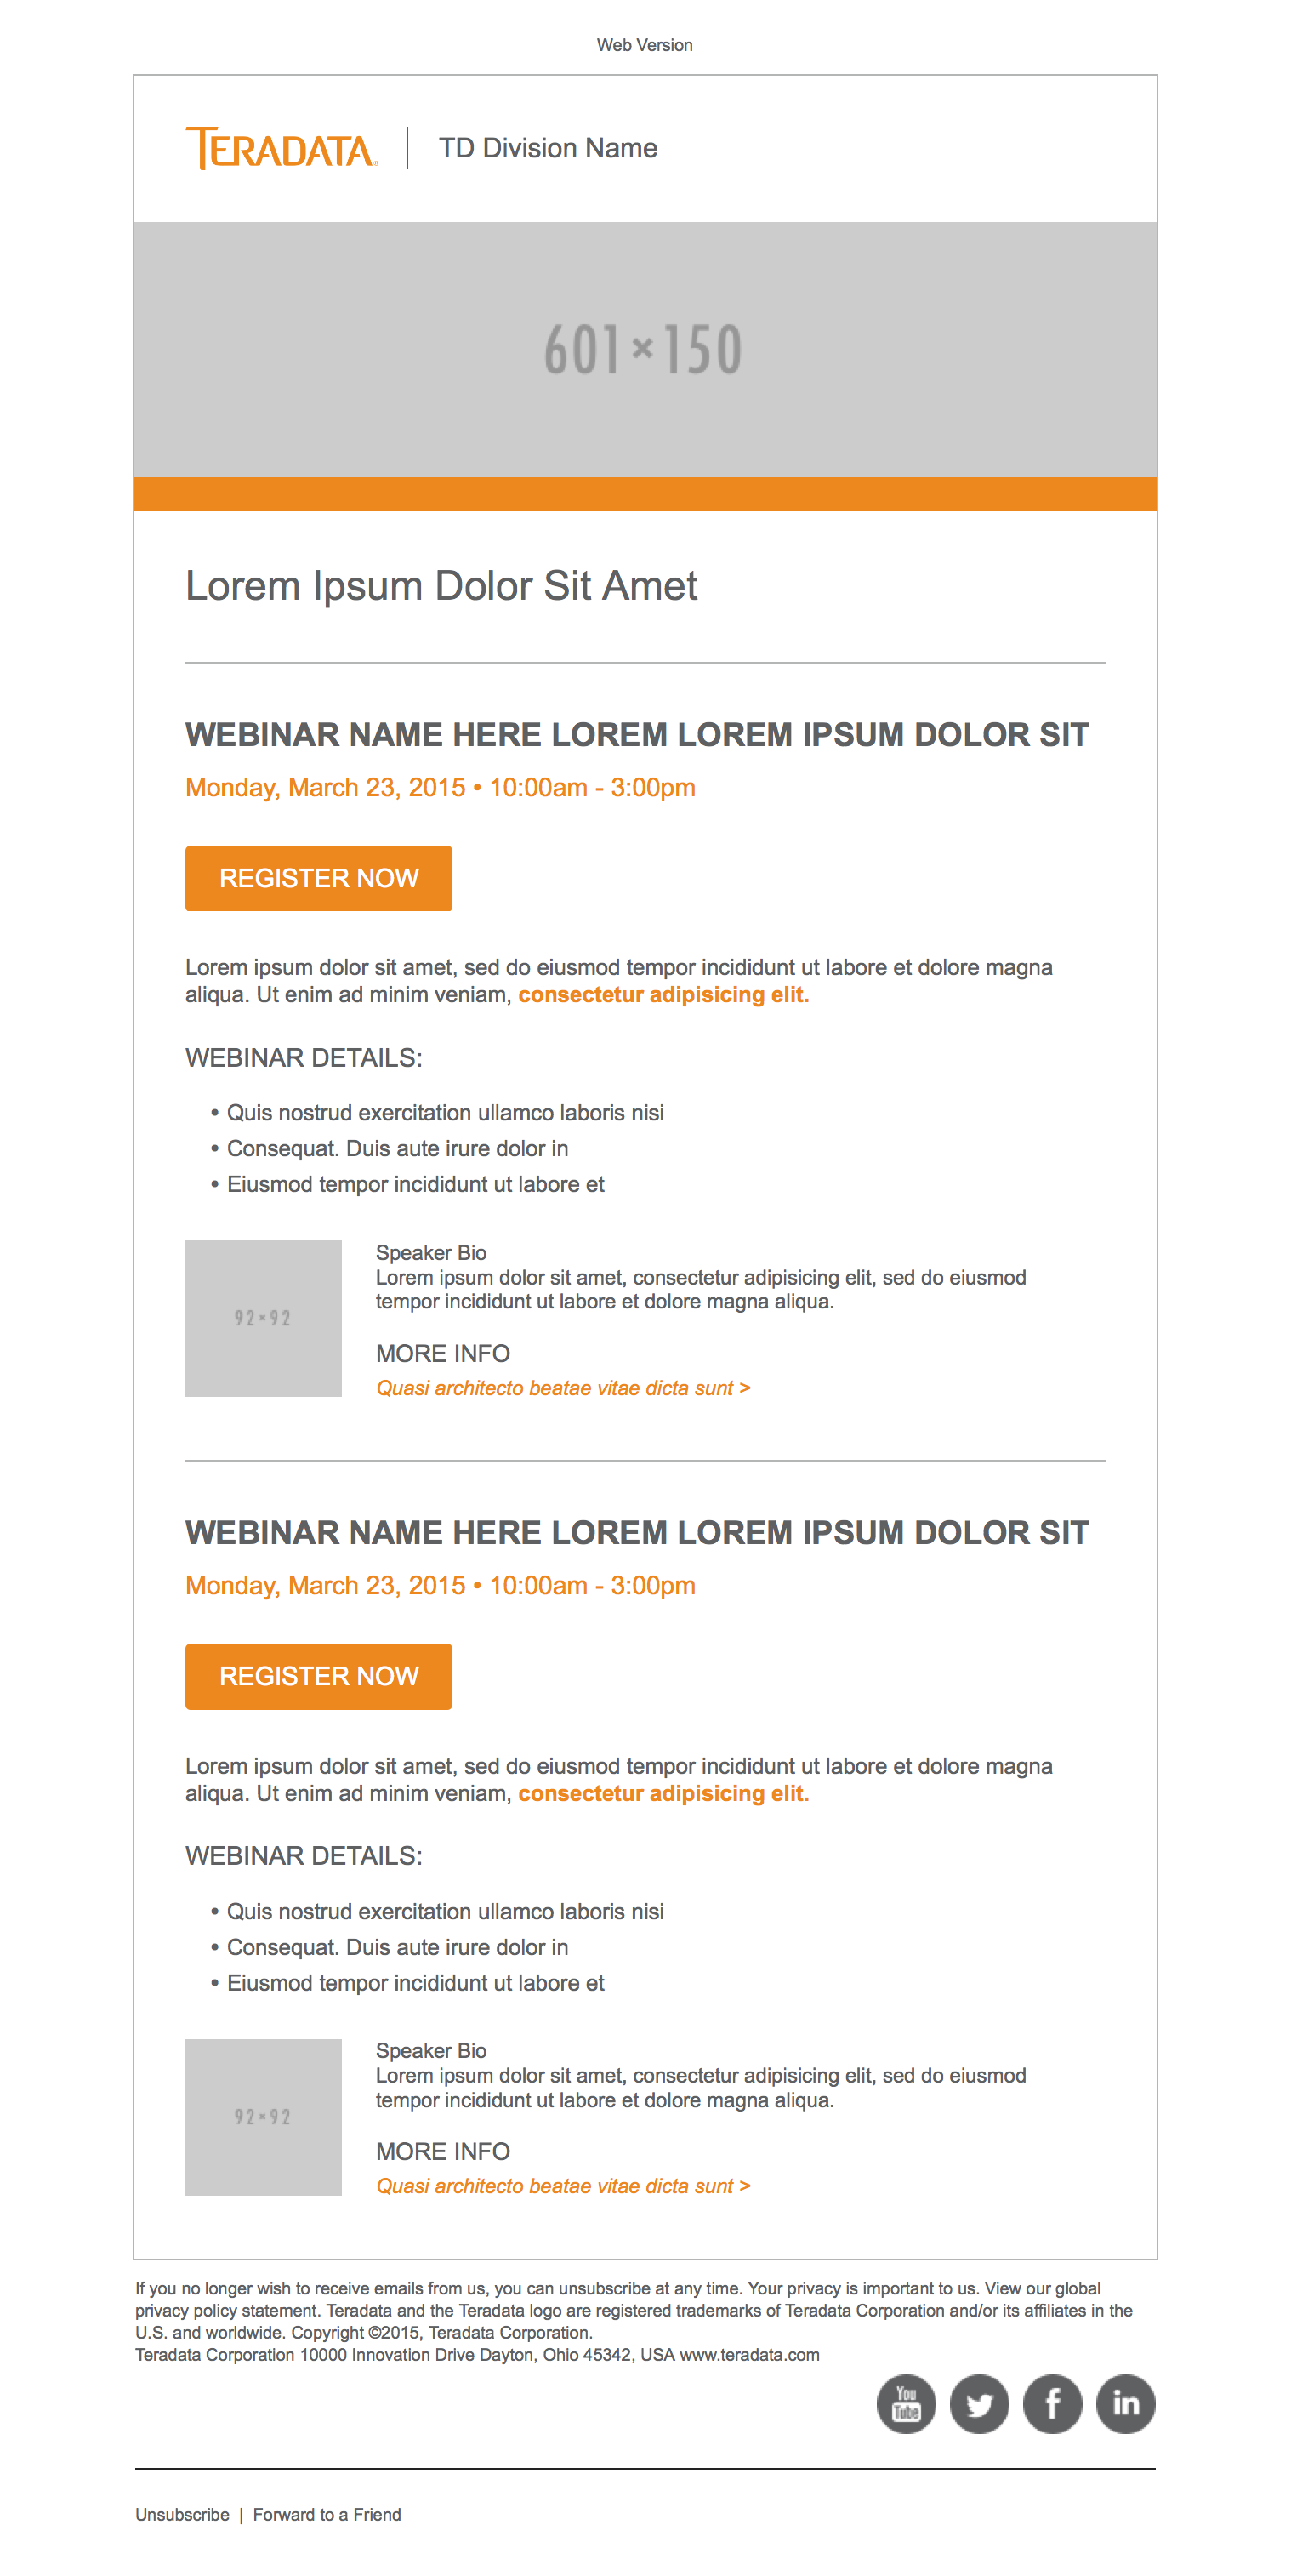 Web Version
TERADATA TD Division Name
601×150
Lorem Ipsum Dolor Sit Amet
WEBINAR NAME HERE LOREM LOREM IPSUM DOLOR SIT
Monday, March 23, 2015 • 10:00am - 3:00pm
REGISTER NOW
Lorem ipsum dolor sit amet, sed do eiusmod tempor incididunt ut labore et dolore magna
aliqua. Ut enim ad minim veniam, consectetur adipisicing elit.
WEBINAR DETAILS:
• Quis nostrud exercitation ullamco laboris nisi
• Consequat. Duis aute irure dolor in
• Eiusmod tempor incididunt ut labore et
92×92
Speaker Bio
Lorem ipsum dolor sit amet, consectetur adipisicing elit, sed do eiusmod
tempor incididunt ut labore et dolore magna aliqua.
MORE INFO
Quasi architecto beatae vitae dicta sunt >
WEBINAR NAME HERE LOREM LOREM IPSUM DOLOR SIT
Monday, March 23, 2015 • 10:00am - 3:00pm
REGISTER NOW
Lorem ipsum dolor sit amet, sed do eiusmod tempor incididunt ut labore et dolore magna
aliqua. Ut enim ad minim veniam, consectetur adipisicing elit.
WEBINAR DETAILS:
• Quis nostrud exercitation ullamco laboris nisi
• Consequat. Duis aute irure dolor in
• Eiusmod tempor incididunt ut labore et
92×92
Speaker Bio
Lorem ipsum dolor sit amet, consectetur adipisicing elit, sed do eiusmod
tempor incididunt ut labore et dolore magna aliqua.
MORE INFO
Quasi architecto beatae vitae dicta sunt >
If you no longer wish to receive emails from us, you can unsubscribe at any time. Your privacy is important to us. View our global
privacy policy statement. Teradata and the Teradata logo are registered trademarks of Teradata Corporation and/or its affiliates in the
U.S. and worldwide. Copyright ©2015, Teradata Corporation.
Teradata Corporation 10000 Innovation Drive Dayton, Ohio 45342, USA www.teradata.com
You
Tube
f
in
Unsubscribe | Forward to a Friend